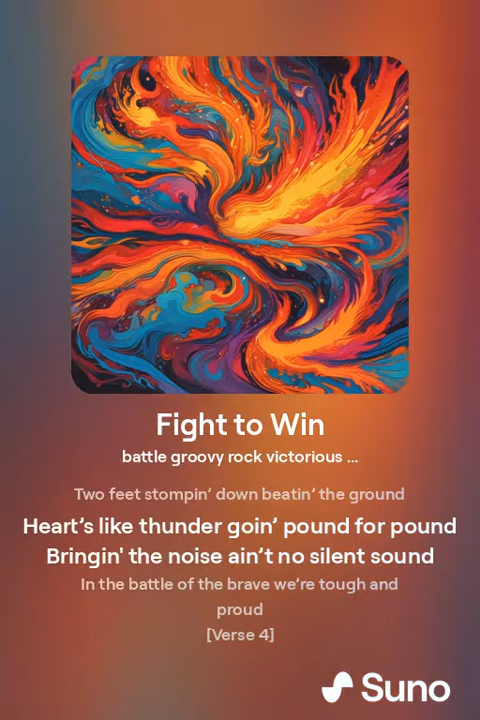 Fight to Win
battle groovy rock victorious ...
Two feet stompin’ down beatin’ the ground
Heart’s like thunder goin’ pound for pound
Bringin' the noise ain’t no silent sound
In the battle of the brave we’re tough and
proud
[Verse 4]
Suno